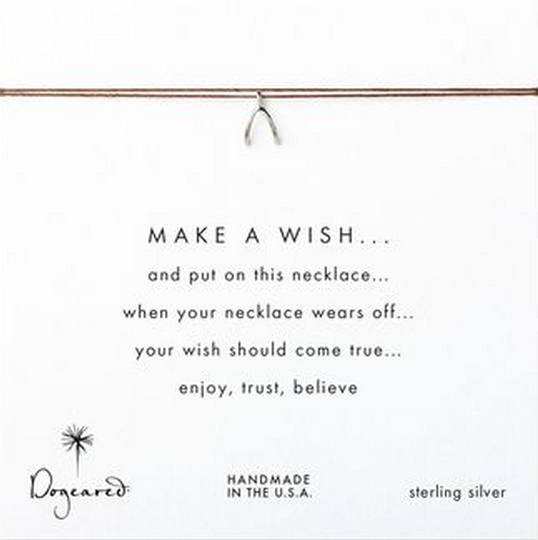 MAKE A WISH...
and put on this necklace...
when your necklace wears off...
your wish should come true...
enjoy, trust, believe
Dogeared.
HANDMADE
IN THE U.S.A.
sterling silver